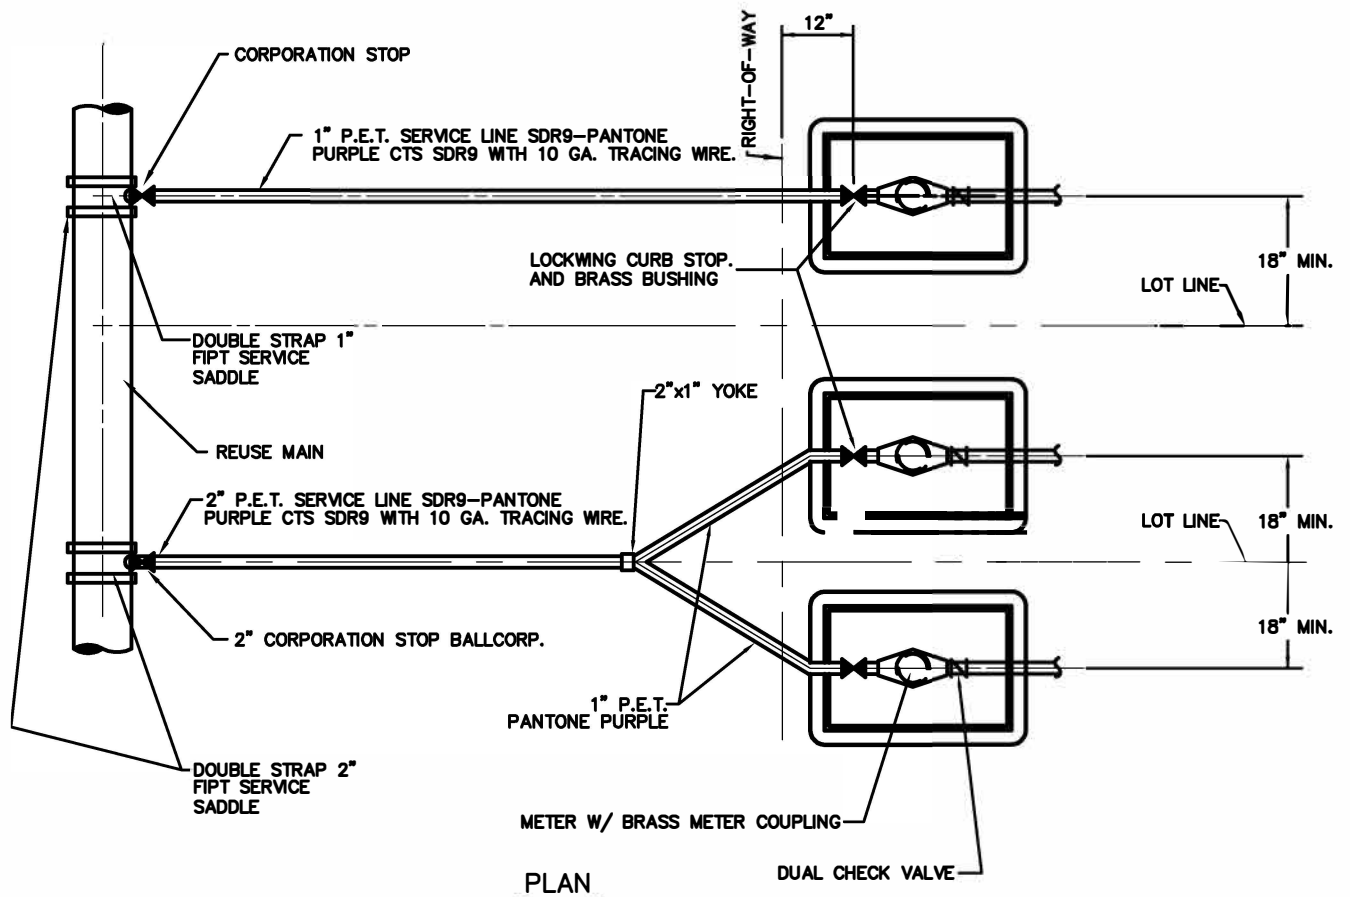 12"
CORPORATION STOP
RIGHT-OF-WAY
1" P.E.T. SERVICE LINE SDR9-PANTONE
PURPLE CTS SDR9 WITH 10 GA. TRACING WIRE.
LOCKWING CURB STOP.
AND BRASS BUSHING
18" MIN.
LOT LINE
DOUBLE STRAP 1"
FIPT SERVICE
SADDLE
2"x1" YOKE
REUSE MAIN
2" P.E.T. SERVICE LINE SDR9-PANTONE
PURPLE CTS SDR9 WITH 10 GA. TRACING WIRE.
LOT LINE
18" MIN.
18" MIN.
2" CORPORATION STOP BALLCORP.
1" P.E.T.
PANTONE PURPLE
DOUBLE STRAP 2"
FIPT SERVICE
SADDLE
METER W/ BRASS METER COUPLING
DUAL CHECK VALVE
PLAN